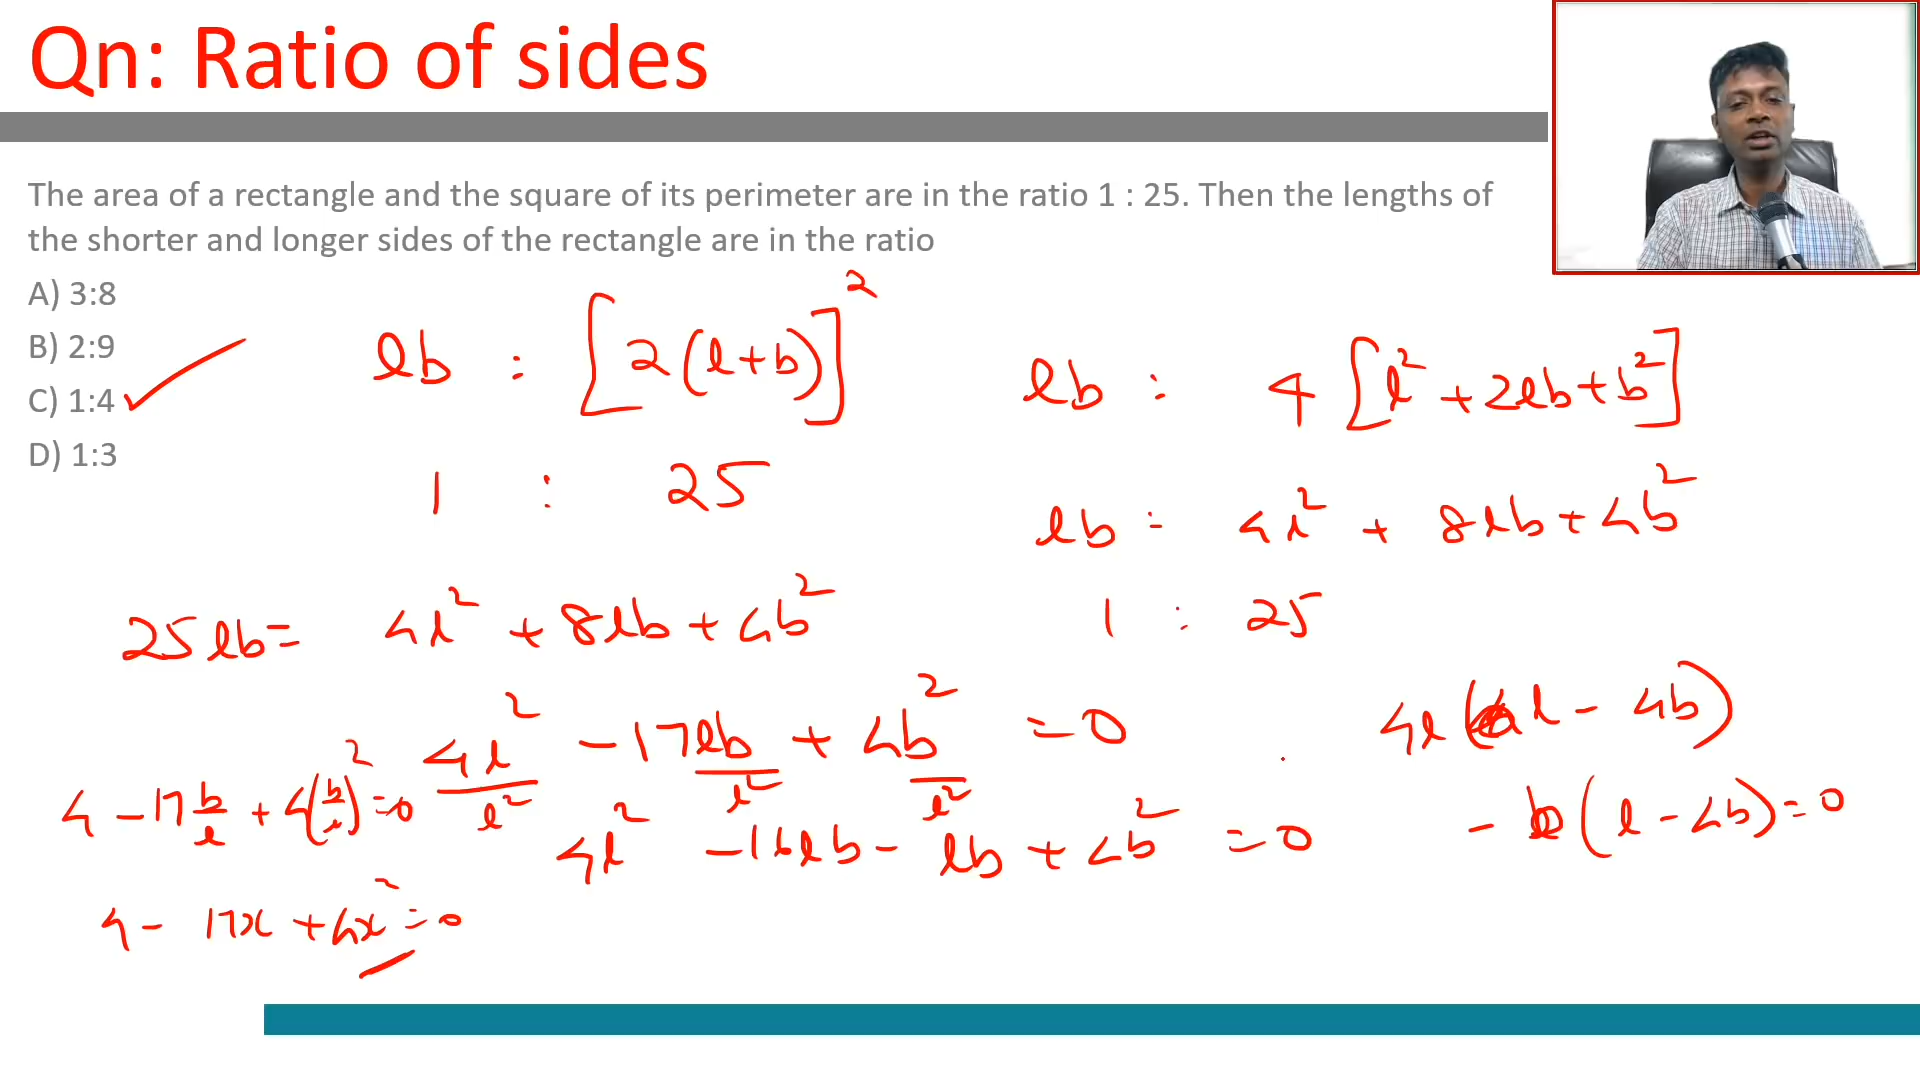 Qn: Ratio of sides
The area of a rectangle and the square of its perimeter are in the ratio 1 : 25. Then the lengths of
the shorter and longer sides of the rectangle are in the ratio
A) 3:8
B) 2:9
C) 1:4
D) 1:3
lb : [2(l+b)]²
1 : 25
lb : 4[l² + 2lb + b²]
lb : 4l² + 8lb + 4b²
1 : 25
25lb = 4l² + 8lb + 4b²
4l²/l² - 17lb/l² + 4b²/l² = 0
4 - 17 b/l + 4(b/l)² = 0
4 - 17x + 4x² = 0
4l² - 16lb - lb + 4b² = 0
4l(l - 4b)
- b(l - 4b) = 0